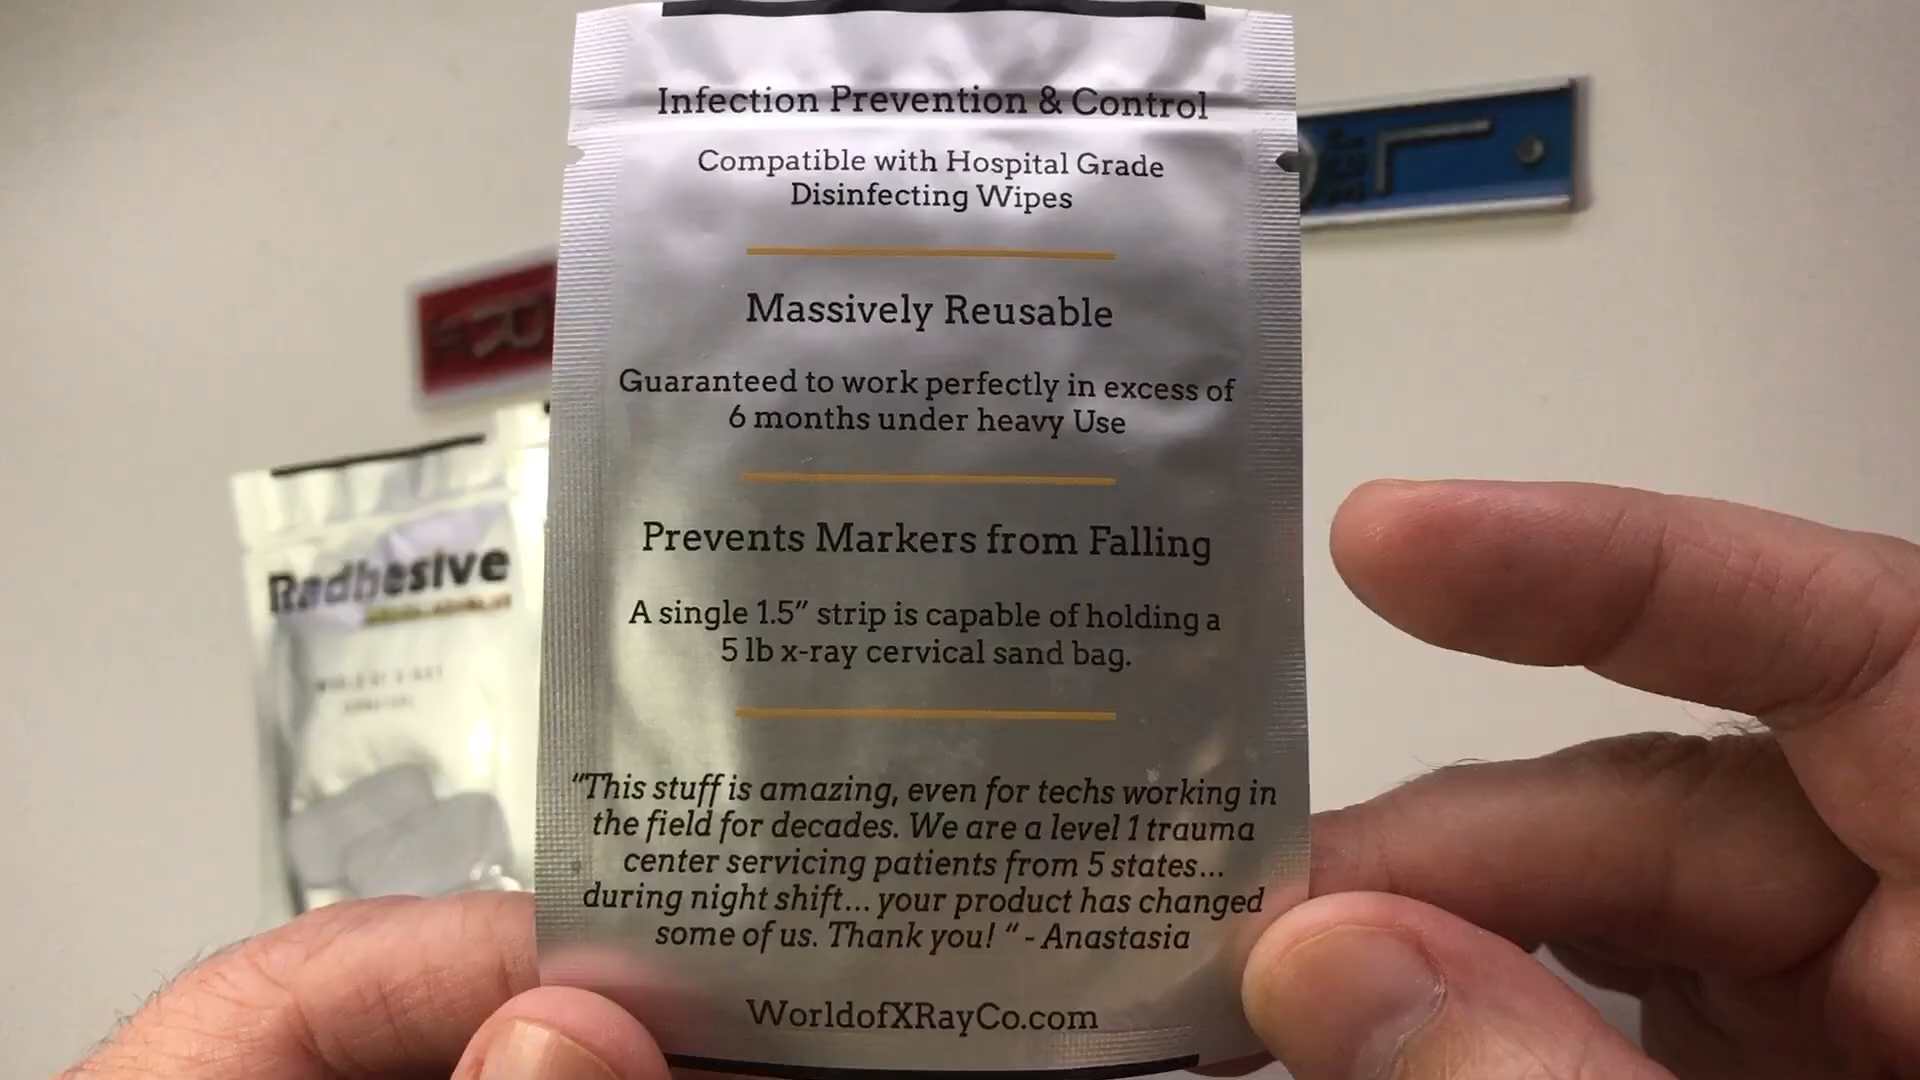 Infection Prevention & Control
Compatible with Hospital Grade
Disinfecting Wipes
Massively Reusable
Guaranteed to work perfectly in excess of
6 months under heavy Use
Prevents Markers from Falling
A single 1.5” strip is capable of holding a
5 lb x-ray cervical sand bag.
“This stuff is amazing, even for techs working in
the field for decades. We are a level 1 trauma
center servicing patients from 5 states...
during night shift... your product has changed
some of us. Thank you! “ - Anastasia
WorldofXRayCo.com
Radhesive
R
L